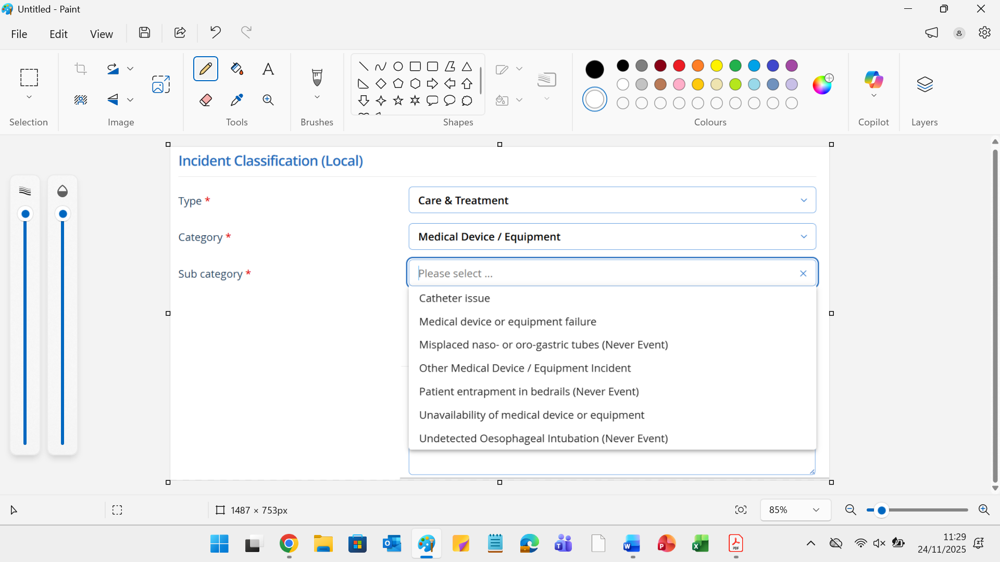 Untitled - Paint
File Edit View
Selection Image Tools Brushes Shapes Colours Copilot Layers
Incident Classification (Local)
Type * Care & Treatment
Category * Medical Device / Equipment
Sub category * Please select ...
Catheter issue
Medical device or equipment failure
Misplaced naso- or oro-gastric tubes (Never Event)
Other Medical Device / Equipment Incident
Patient entrapment in bedrails (Never Event)
Unavailability of medical device or equipment
Undetected Oesophageal Intubation (Never Event)
1487 × 753px 85%
11:29
24/11/2025